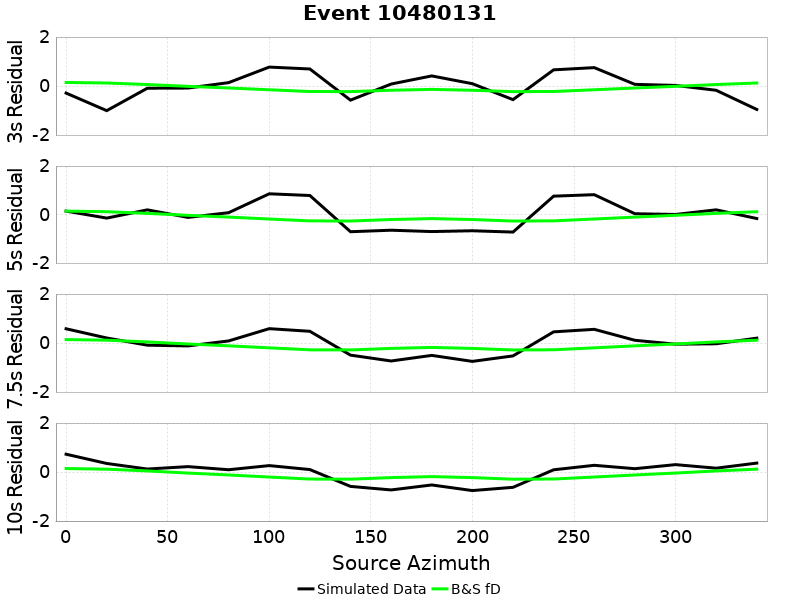 Event 10480131
3s Residual
2
0
-2
5s Residual
2
0
-2
7.5s Residual
2
0
-2
10s Residual
2
0
-2
0 50 100 150 200 250 300
Source Azimuth
Simulated Data B&S fD